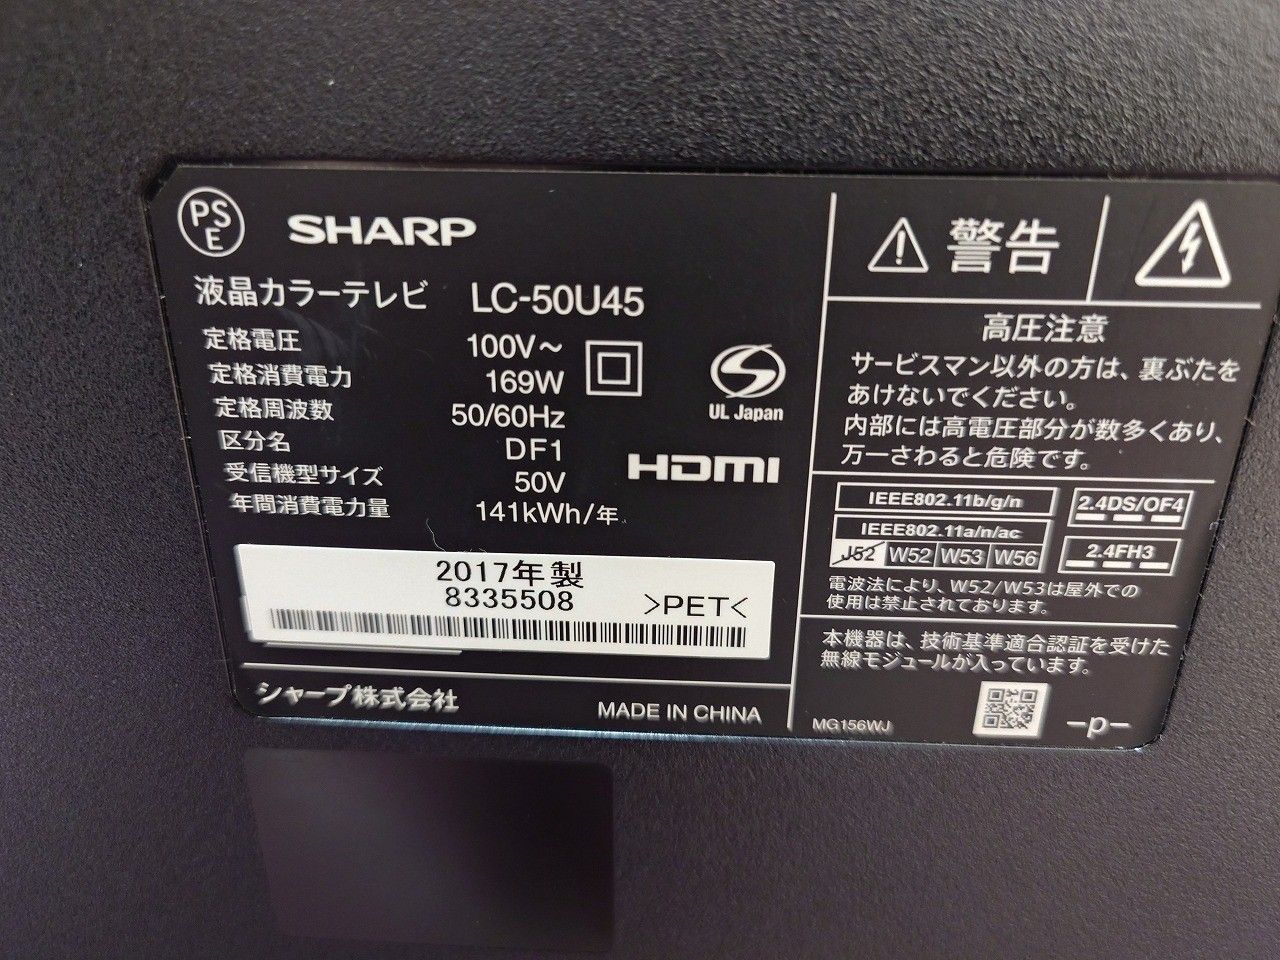 PSE
SHARP
液晶カラーテレビ LC-50U45
定格電圧 100V～
定格消費電力 169W
定格周波数 50/60Hz
区分名 DF1
受信機型サイズ 50V
年間消費電力量 141kWh/年
UL Japan
HDMI
2017年製
8335508 >PET<
シャープ株式会社 MADE IN CHINA
警告
高圧注意
サービスマン以外の方は、裏ぶたを
あけないでください。
内部には高電圧部分が数多くあり、
万一さわると危険です。
IEEE802.11b/g/n 2.4DS/OF4
IEEE802.11a/n/ac
J52 W52 W53 W56 2.4FH3
電波法により、W52/W53は屋外での
使用は禁止されております。
本機器は、技術基準適合認証を受けた
無線モジュールが入っています。
MG156WJ -p-